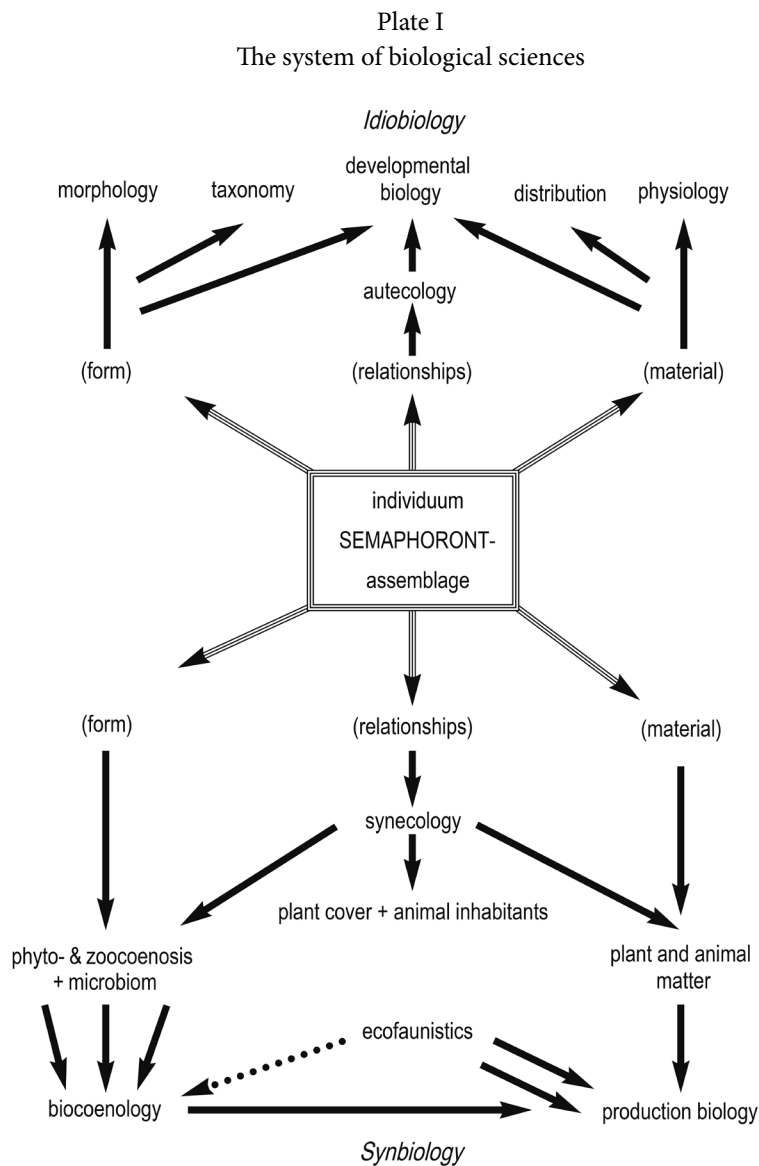 Plate I
The system of biological sciences
Idiobiology
morphology
taxonomy
developmental
biology
distribution
physiology
autecology
(form)
(relationships)
(material)
individuum
SEMAPHORONT-
assemblage
(form)
(relationships)
(material)
synecology
plant cover + animal inhabitants
phyto- & zoocoenosis
+ microbiom
plant and animal
matter
ecofaunistics
biocoenology
production biology
Synbiology